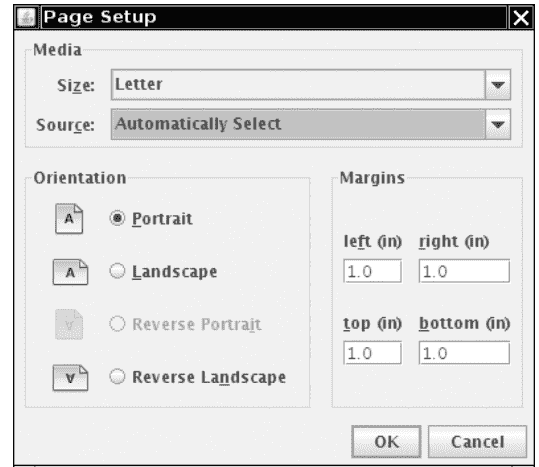 Page Setup
Media
Size: Letter
Source: Automatically Select
Orientation
A Portrait
A Landscape
A Reverse Portrait
A Reverse Landscape
Margins
left (in) right (in)
1.0 1.0
top (in) bottom (in)
1.0 1.0
OK Cancel